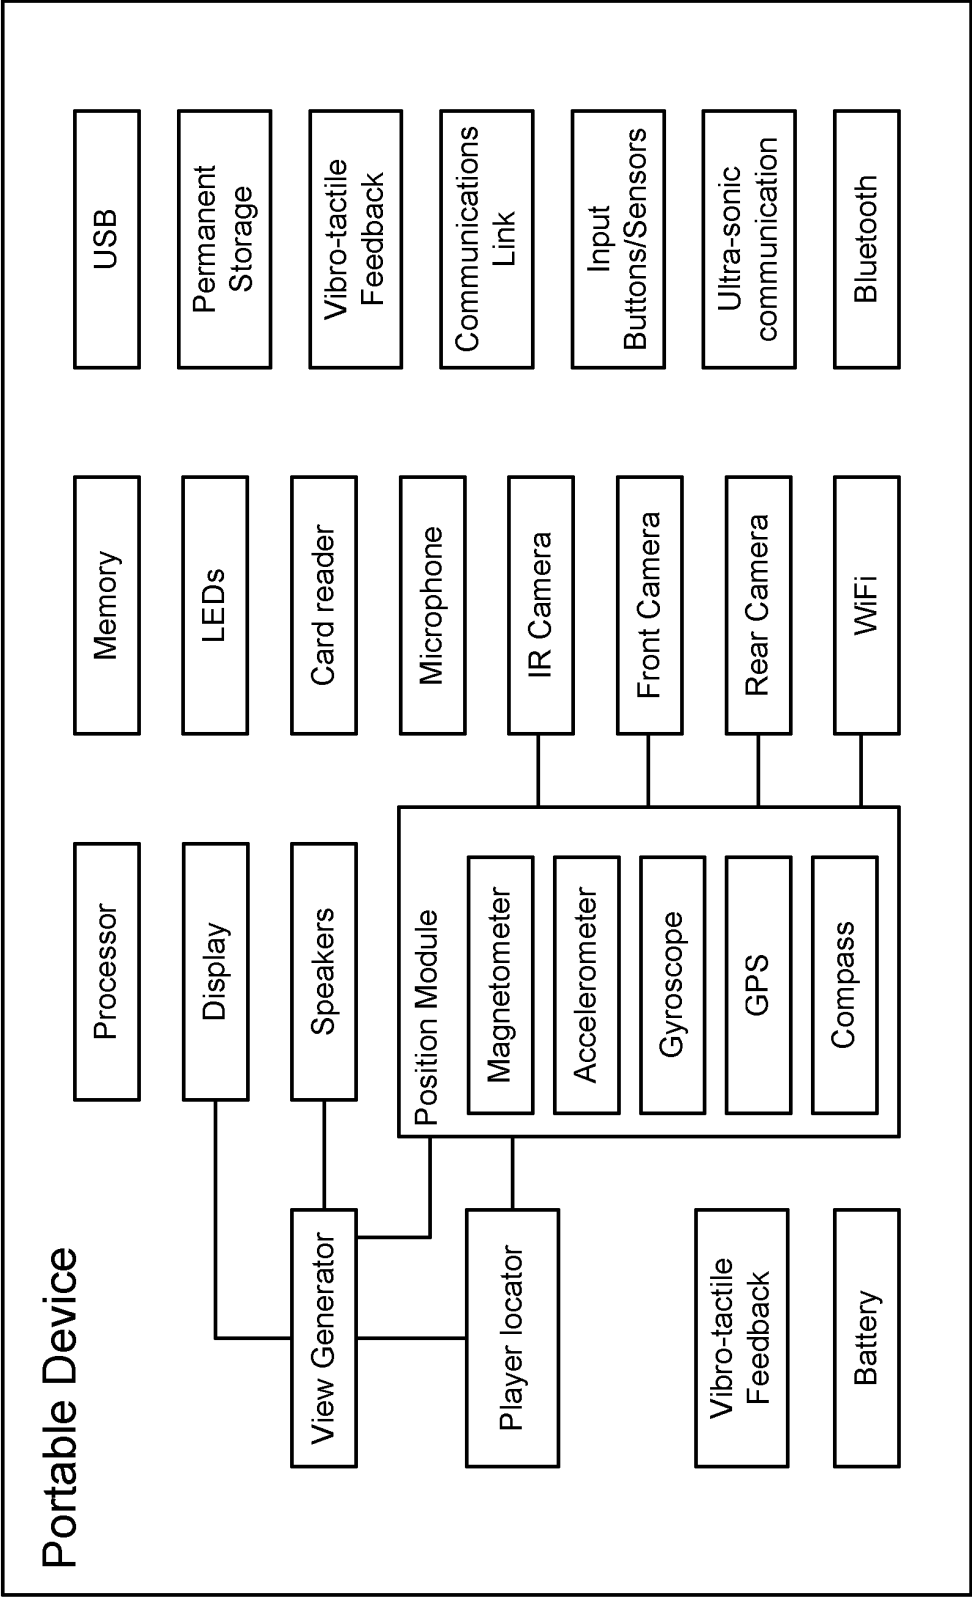 Portable Device
View Generator
Player locator
Vibro-tactile
Feedback
Battery
Processor
Display
Speakers
Position Module
Magnetometer
Accelerometer
Gyroscope
GPS
Compass
Memory
LEDs
Card reader
Microphone
IR Camera
Front Camera
Rear Camera
WiFi
USB
Permanent
Storage
Vibro-tactile
Feedback
Communications
Link
Input
Buttons/Sensors
Ultra-sonic
communication
Bluetooth